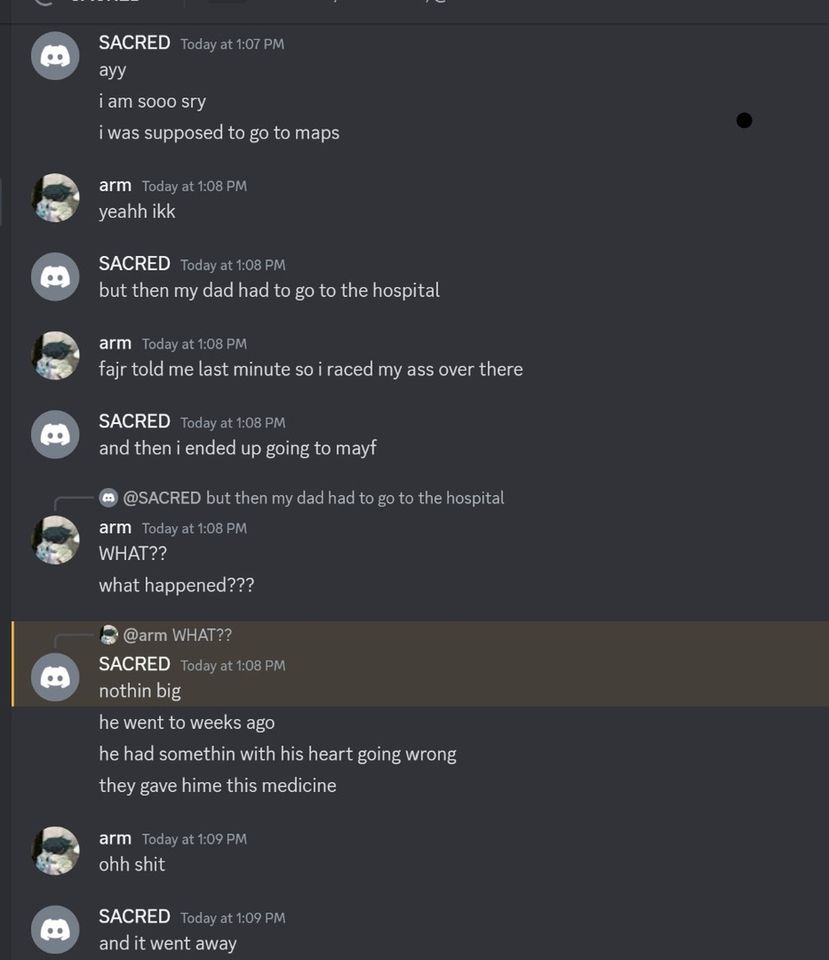 SACRED Today at 1:07 PM
ayy
i am sooo sry
i was supposed to go to maps
arm Today at 1:08 PM
yeahh ikk
SACRED Today at 1:08 PM
but then my dad had to go to the hospital
arm Today at 1:08 PM
fajr told me last minute so i raced my ass over there
SACRED Today at 1:08 PM
and then i ended up going to mayf
@SACRED but then my dad had to go to the hospital
arm Today at 1:08 PM
WHAT??
what happened???
@arm WHAT??
SACRED Today at 1:08 PM
nothin big
he went to weeks ago
he had somethin with his heart going wrong
they gave hime this medicine
arm Today at 1:09 PM
ohh shit
SACRED Today at 1:09 PM
and it went away